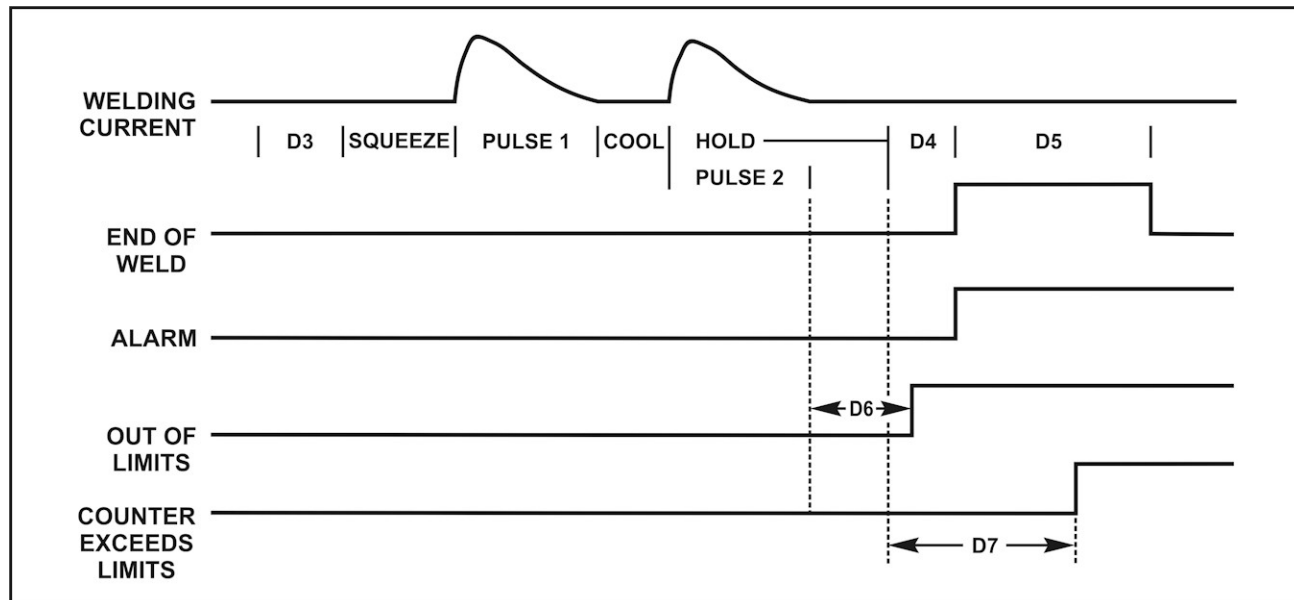 WELDING
CURRENT
D3
SQUEEZE
PULSE 1
COOL
HOLD
D4
D5
PULSE 2
END OF
WELD
ALARM
D6
OUT OF
LIMITS
COUNTER
EXCEEDS
LIMITS
D7